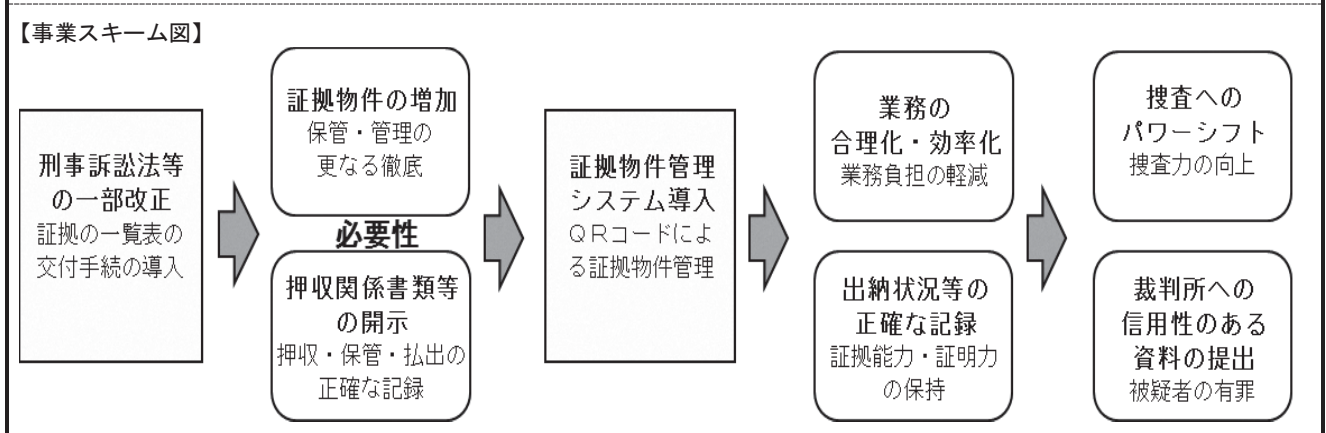 【事業スキーム図】
刑事訴訟法等
の一部改正
証拠の一覧表の
交付手続の導入
証拠物件の増加
保管・管理の
更なる徹底
必要性
押収関係書類等
の開示
押収・保管・払出の
正確な記録
証拠物件管理
システム導入
QRコードによ
る証拠物件管理
業務の
合理化・効率化
業務負担の軽減
出納状況等の
正確な記録
証拠能力・証明力
の保持
捜査への
パワーシフト
捜査力の向上
裁判所への
信用性のある
資料の提出
被疑者の有罪